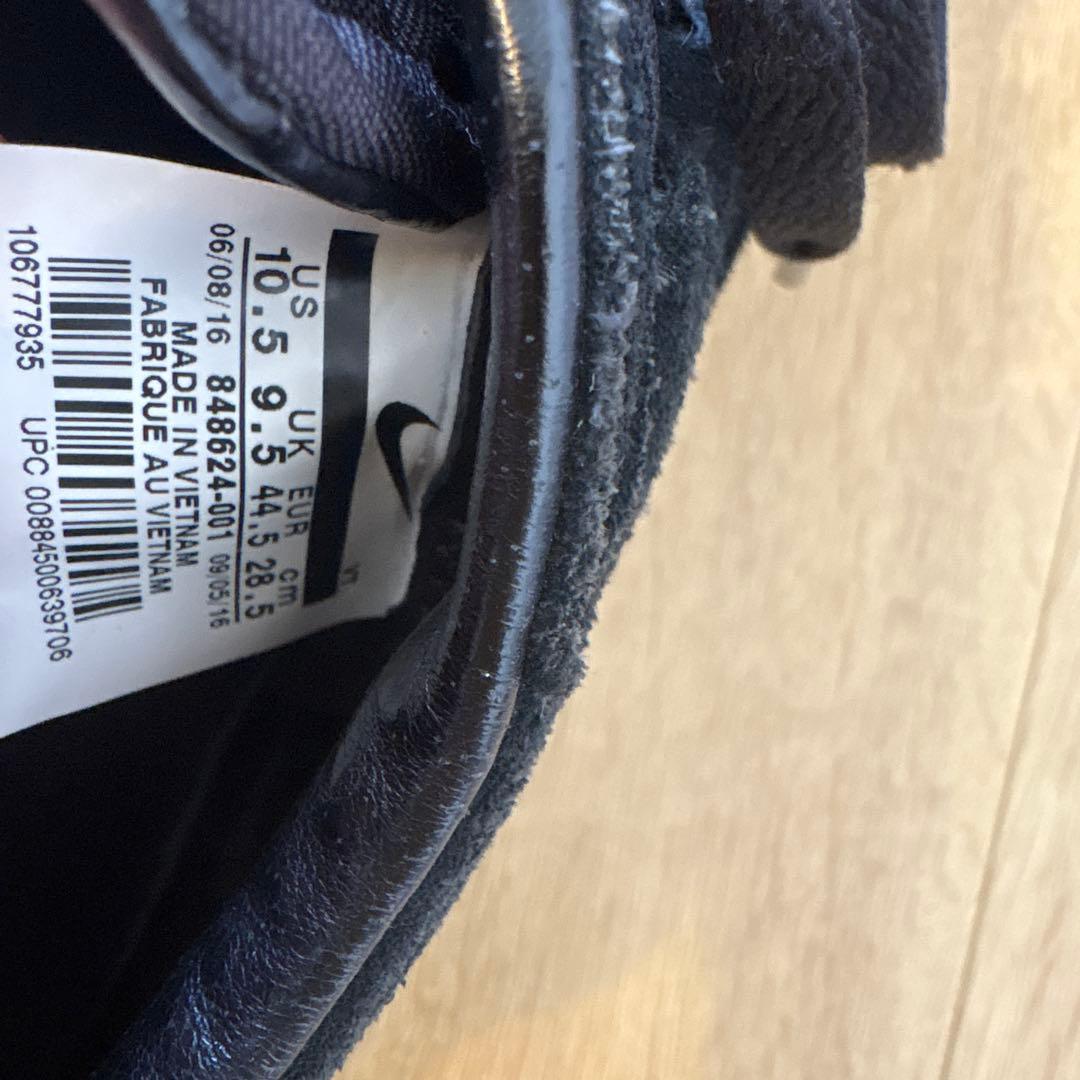 US UK EUR cm
10.5 9.5 44.5 28.5
06/08/16 848624-001 09/05/16
MADE IN VIETNAM
FABRIQUE AU VIETNAM
106777935 UPC 00884500639706